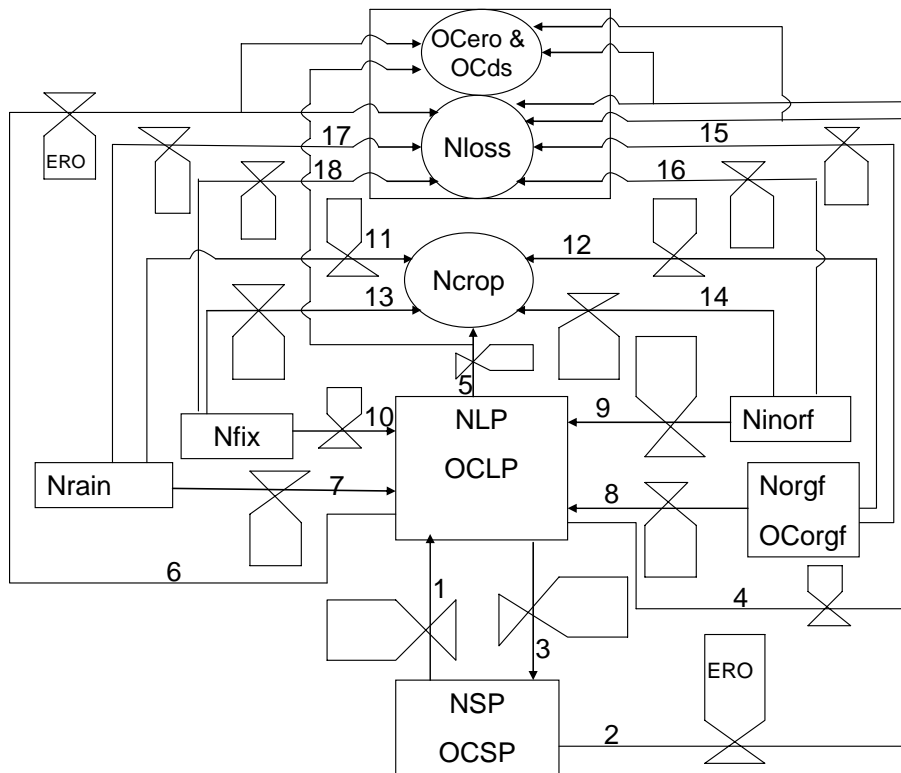 OCero &
OCds
17
Nloss
15
ERO
18
16
11
12
Ncrop
13
14
5
NLP
9
Ninorf
Nfix
10
OCLP
Nrain
7
8
Norgf
OCorgf
6
1
4
3
ERO
NSP
OCSP
2